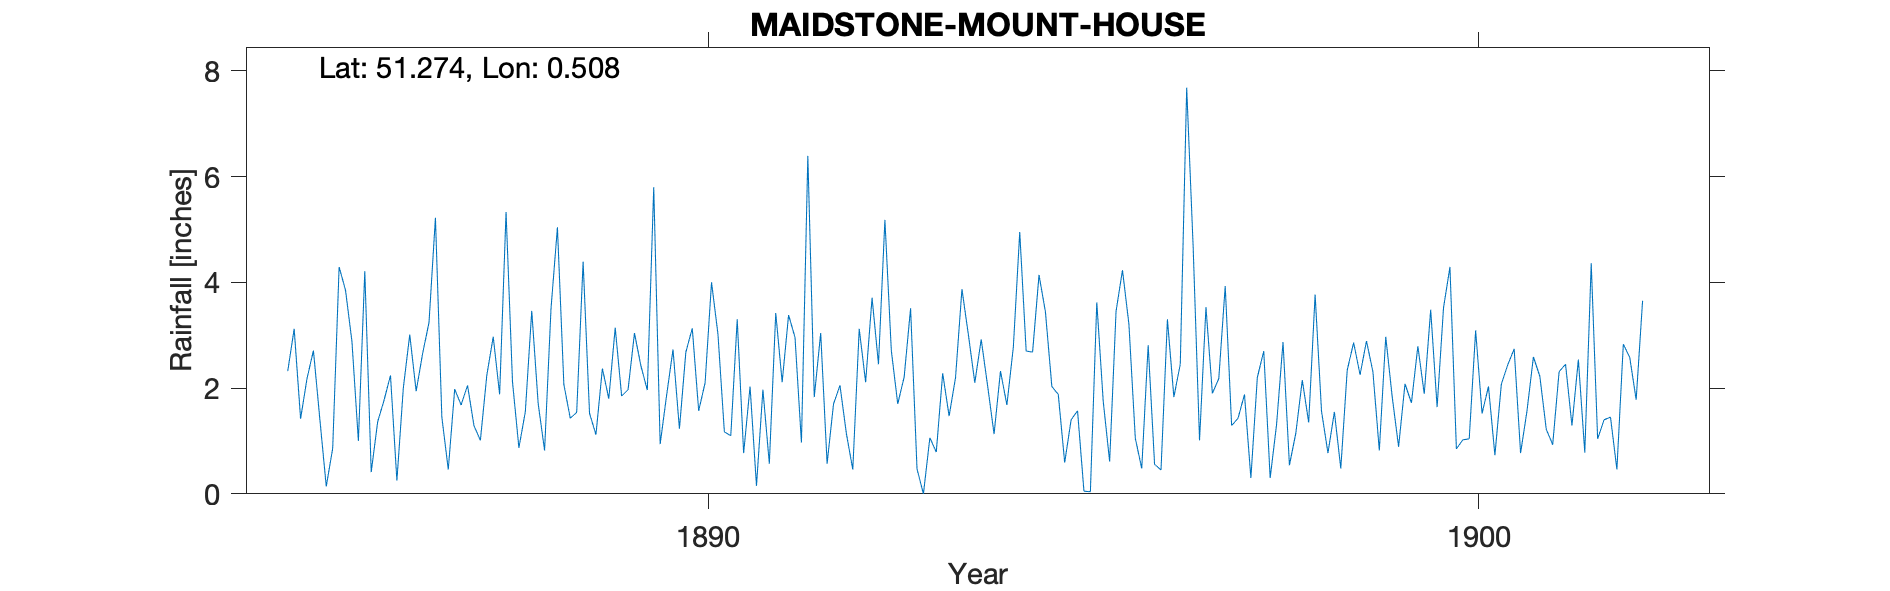 MAIDSTONE-MOUNT-HOUSE
Lat: 51.274, Lon: 0.508
8
6
4
2
0
Rainfall [inches]
1890
1900
Year